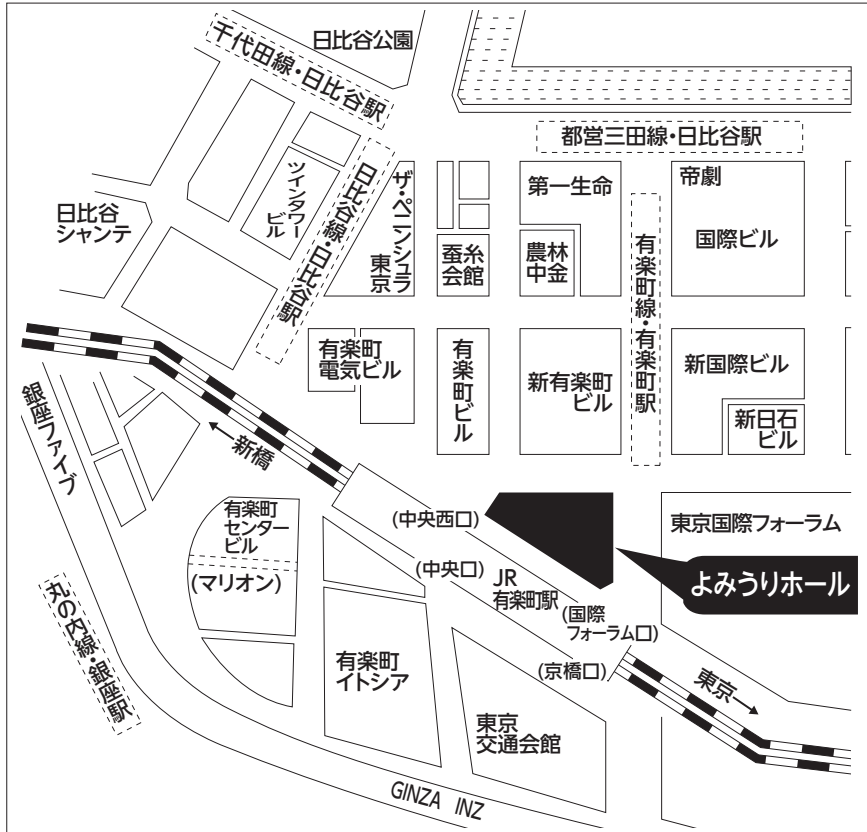 日比谷公園
千代田線・日比谷駅
都営三田線・日比谷駅
日比谷
シャンテ
ツインタワー
ビル
日比谷線・日比谷駅
ザ・ペニンシュラ
東京
蚕糸
会館
第一生命
農林
中金
有楽町線・有楽町駅
帝劇
国際ビル
有楽町
電気ビル
有楽町ビル
新有楽町
ビル
新国際ビル
新日石
ビル
銀座ファイブ
←新橋
有楽町
センター
ビル
(マリオン)
(中央西口)
(中央口)
JR
有楽町駅
(国際
フォーラム口)
(京橋口)
東京国際フォーラム
よみうりホール
丸の内線・銀座駅
有楽町
イトシア
東京
交通会館
東京→
GINZA INZ